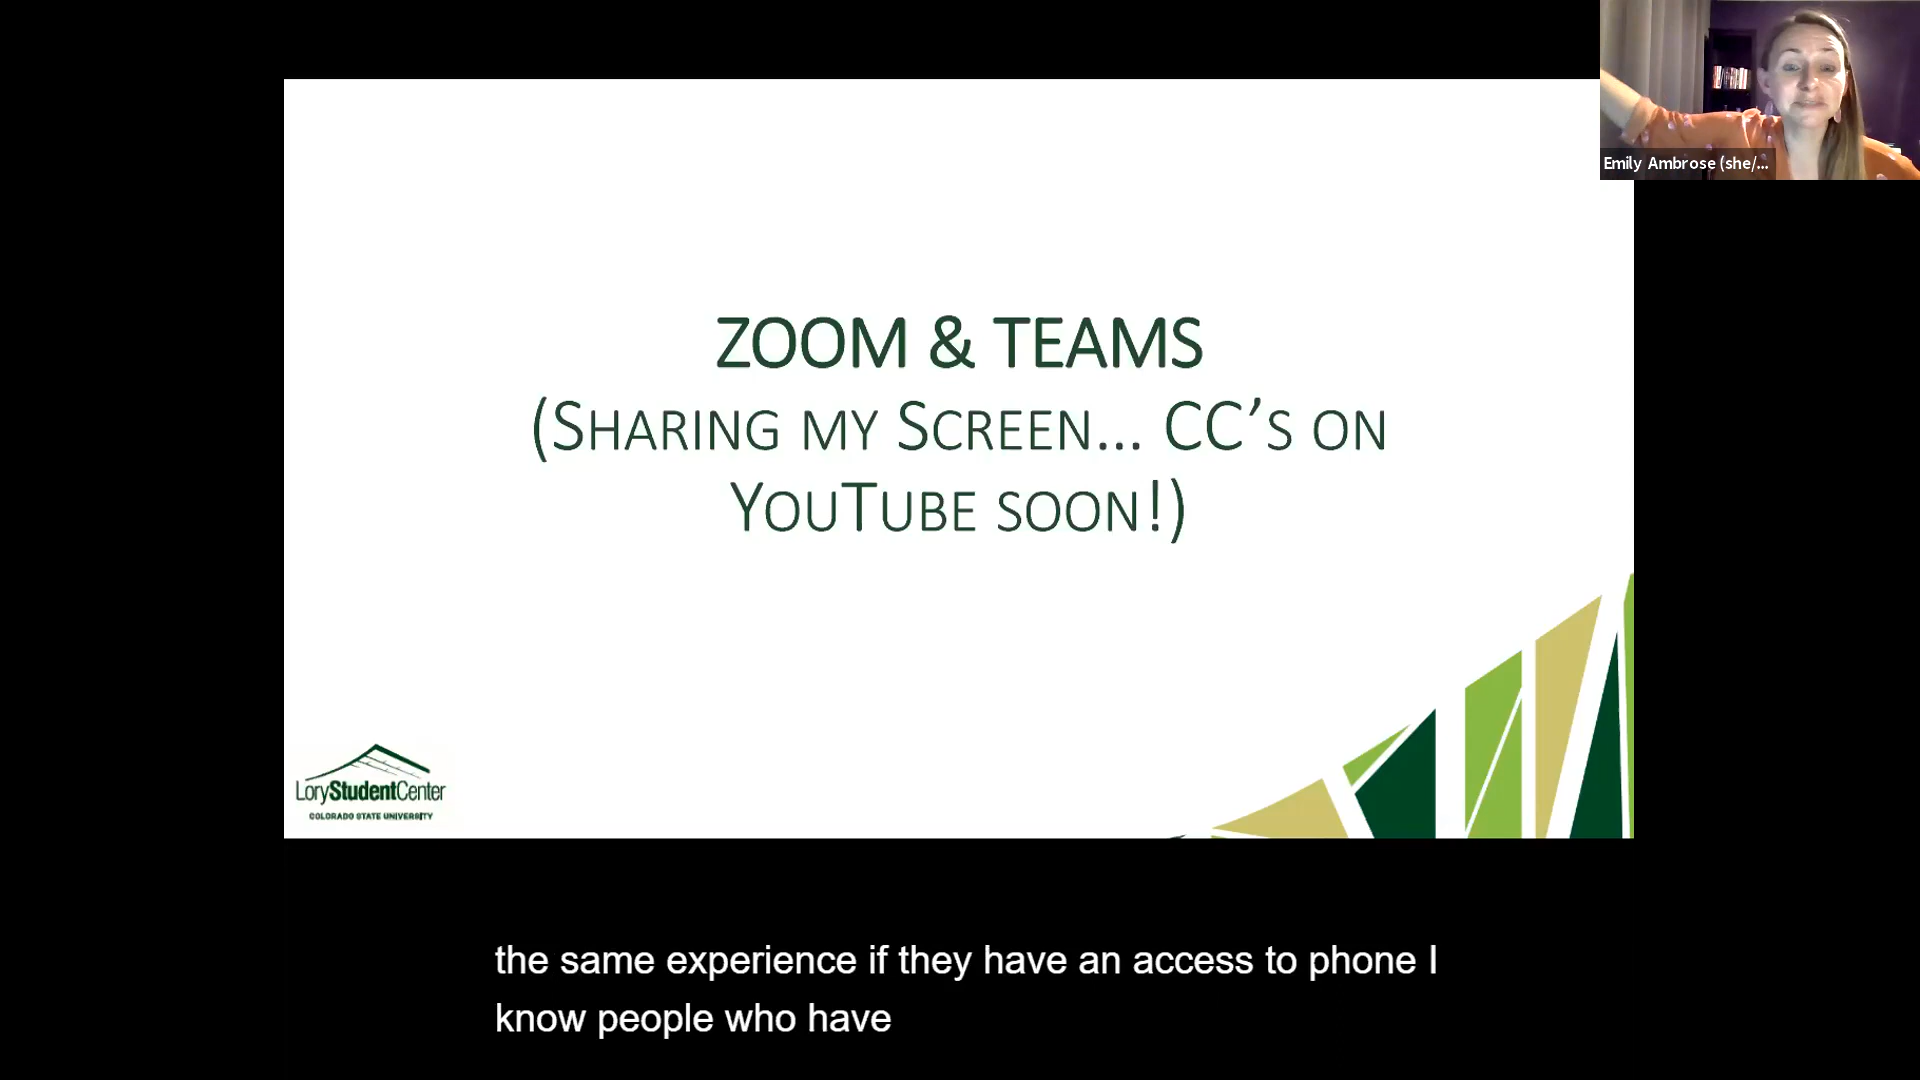 Emily Ambrose (she/...
ZOOM & TEAMS
(SHARING MY SCREEN... CC’S ON
YOUTUBE SOON!)
LoryStudentCenter
COLORADO STATE UNIVERSITY
the same experience if they have an access to phone I
know people who have